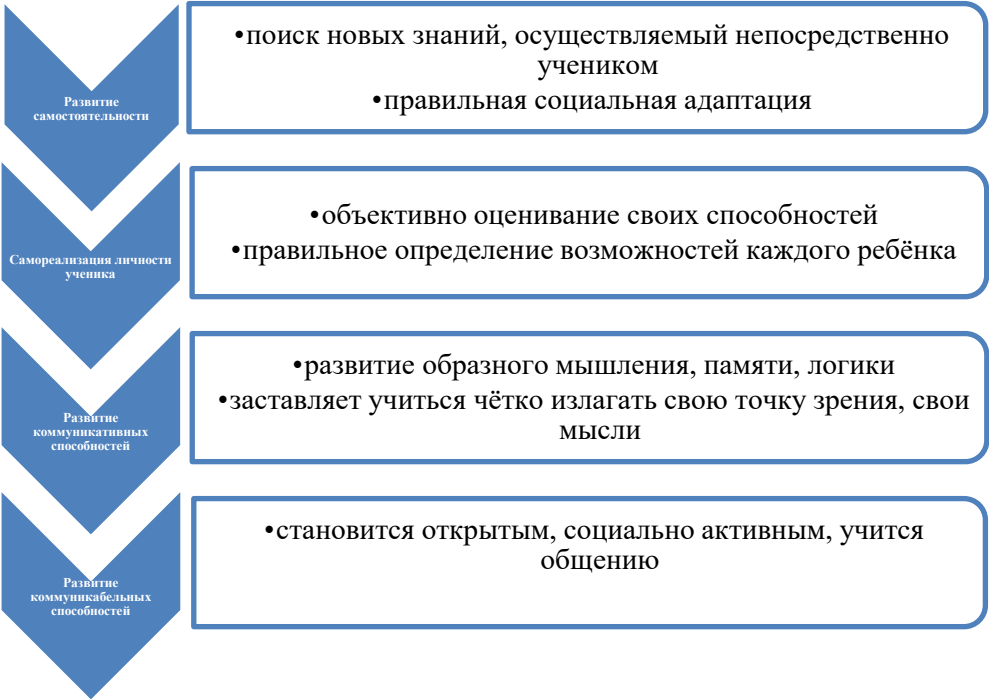 Развитие
самостоятельности
•поиск новых знаний, осуществляемый непосредственно
учеником
•правильная социальная адаптация
Самореализация личности
ученика
•объективно оценивание своих способностей
•правильное определение возможностей каждого ребёнка
Развитие
коммуникативных
способностей
•развитие образного мышления, памяти, логики
•заставляет учиться чётко излагать свою точку зрения, свои
мысли
Развитие
коммуникабельных
способностей
•становится открытым, социально активным, учится
общению